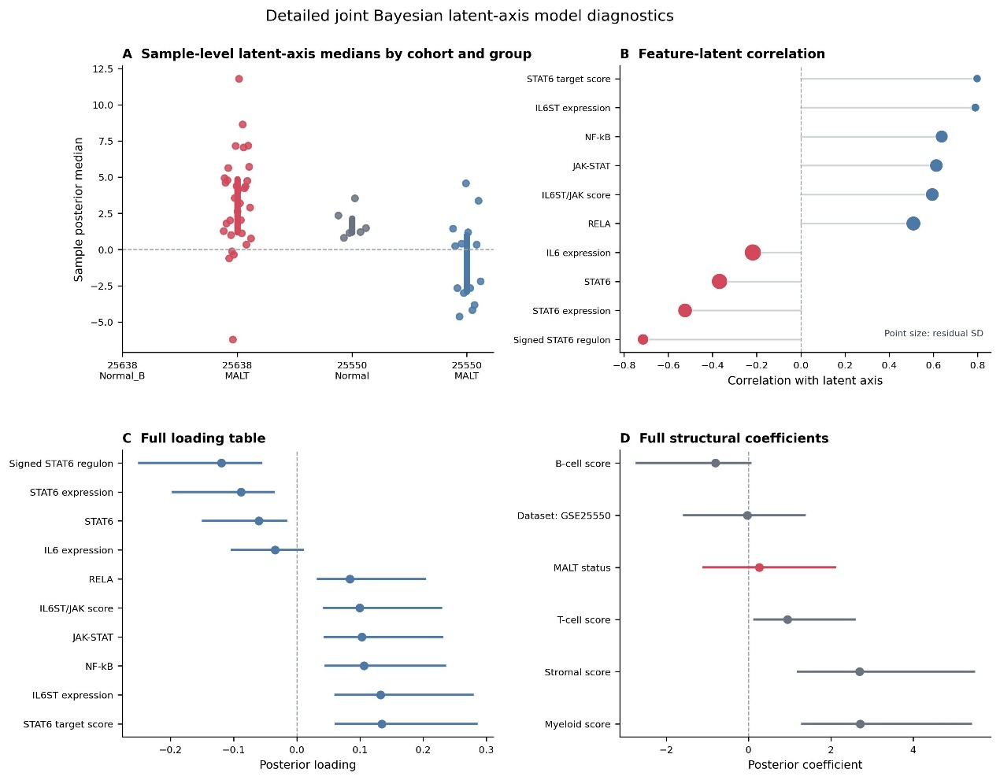 Detailed joint Bayesian latent-axis model diagnostics
A Sample-level latent-axis medians by cohort and group
12.5
10.0
7.5
5.0
2.5
0.0
−2.5
−5.0
Sample posterior median
25638
Normal_B
25638
MALT
25550
Normal
25550
MALT
B Feature-latent correlation
STAT6 target score
IL6ST expression
NF-kB
JAK-STAT
IL6ST/JAK score
RELA
IL6 expression
STAT6
STAT6 expression
Signed STAT6 regulon
Point size: residual SD
−0.8 −0.6 −0.4 −0.2 0.0 0.2 0.4 0.6 0.8
Correlation with latent axis
C Full loading table
Signed STAT6 regulon
STAT6 expression
STAT6
IL6 expression
RELA
IL6ST/JAK score
JAK-STAT
NF-kB
IL6ST expression
STAT6 target score
−0.2 −0.1 0.0 0.1 0.2 0.3
Posterior loading
D Full structural coefficients
B-cell score
Dataset: GSE25550
MALT status
T-cell score
Stromal score
Myeloid score
−2 0 2 4
Posterior coefficient